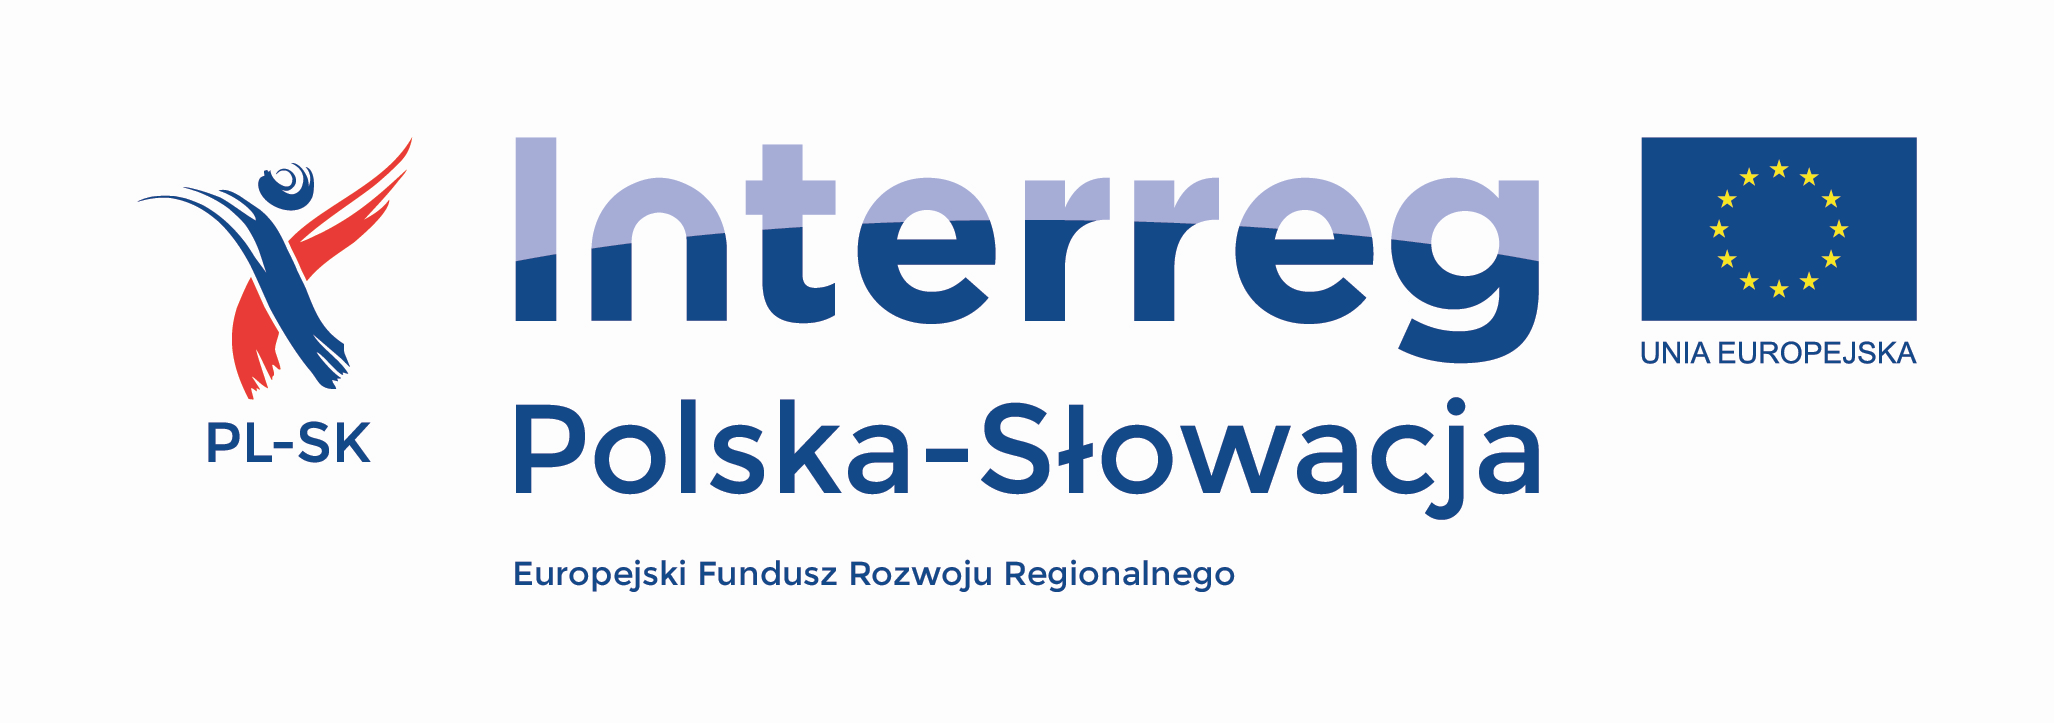 PL-SK
Interreg
Polska-Słowacja
Europejski Fundusz Rozwoju Regionalnego
UNIA EUROPEJSKA